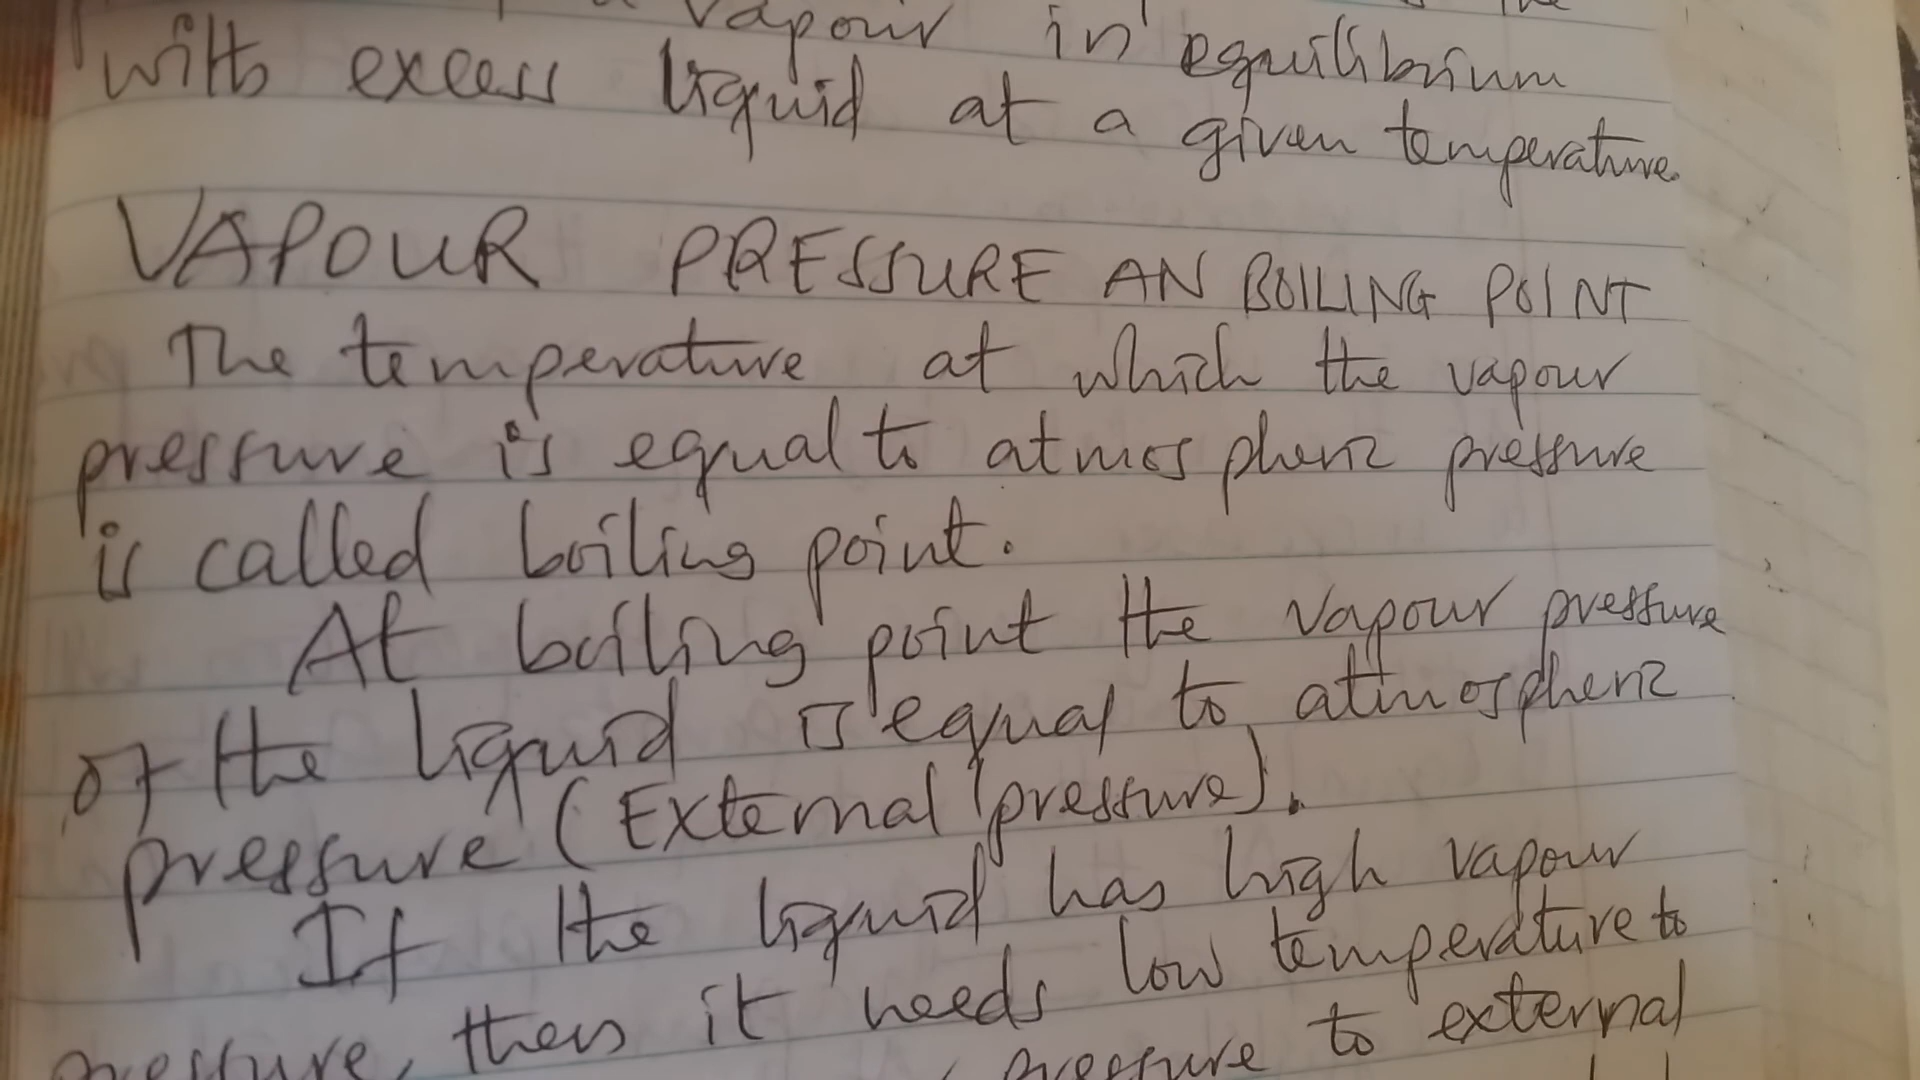 vapour in equilibrium
with excess liquid at a given temperature.
VAPOUR PRESSURE AN BOILING POINT
The temperature at which the vapour
pressure is equal to atmospheric pressure
is called boiling point.
At boiling point the vapour pressure
of the liquid is equal to atmospheric
pressure (External pressure).
If the liquid has high vapour
pressure, then it needs low temperature to
pressure to external